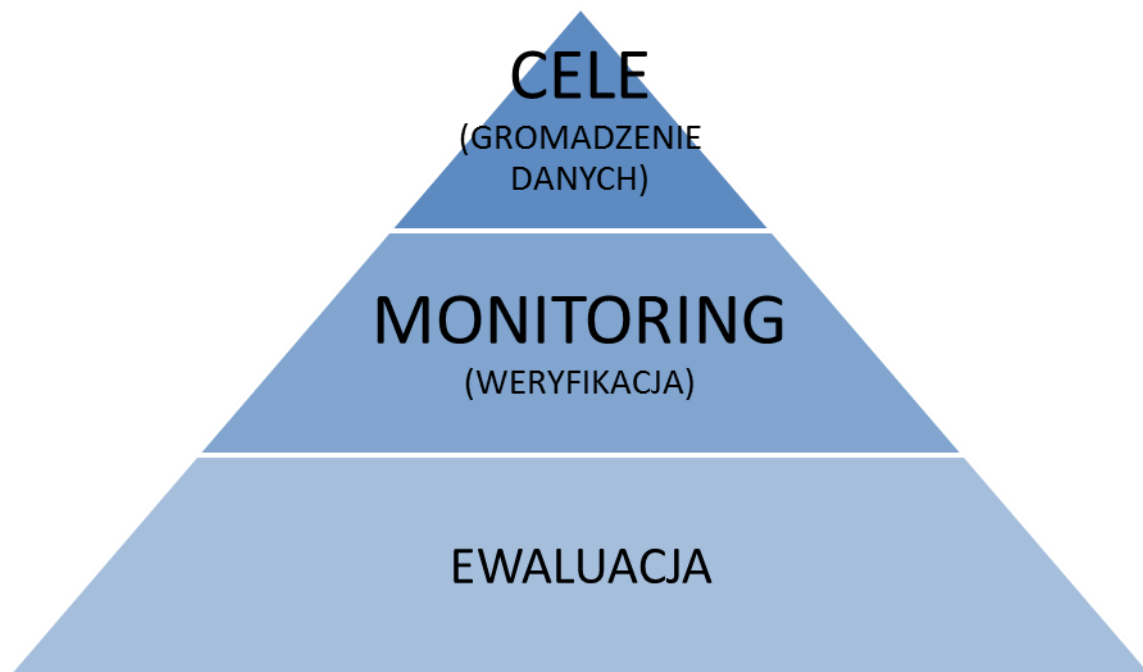 CELE
(GROMADZENIE
DANYCH)
MONITORING
(WERYFIKACJA)
EWALUACJA